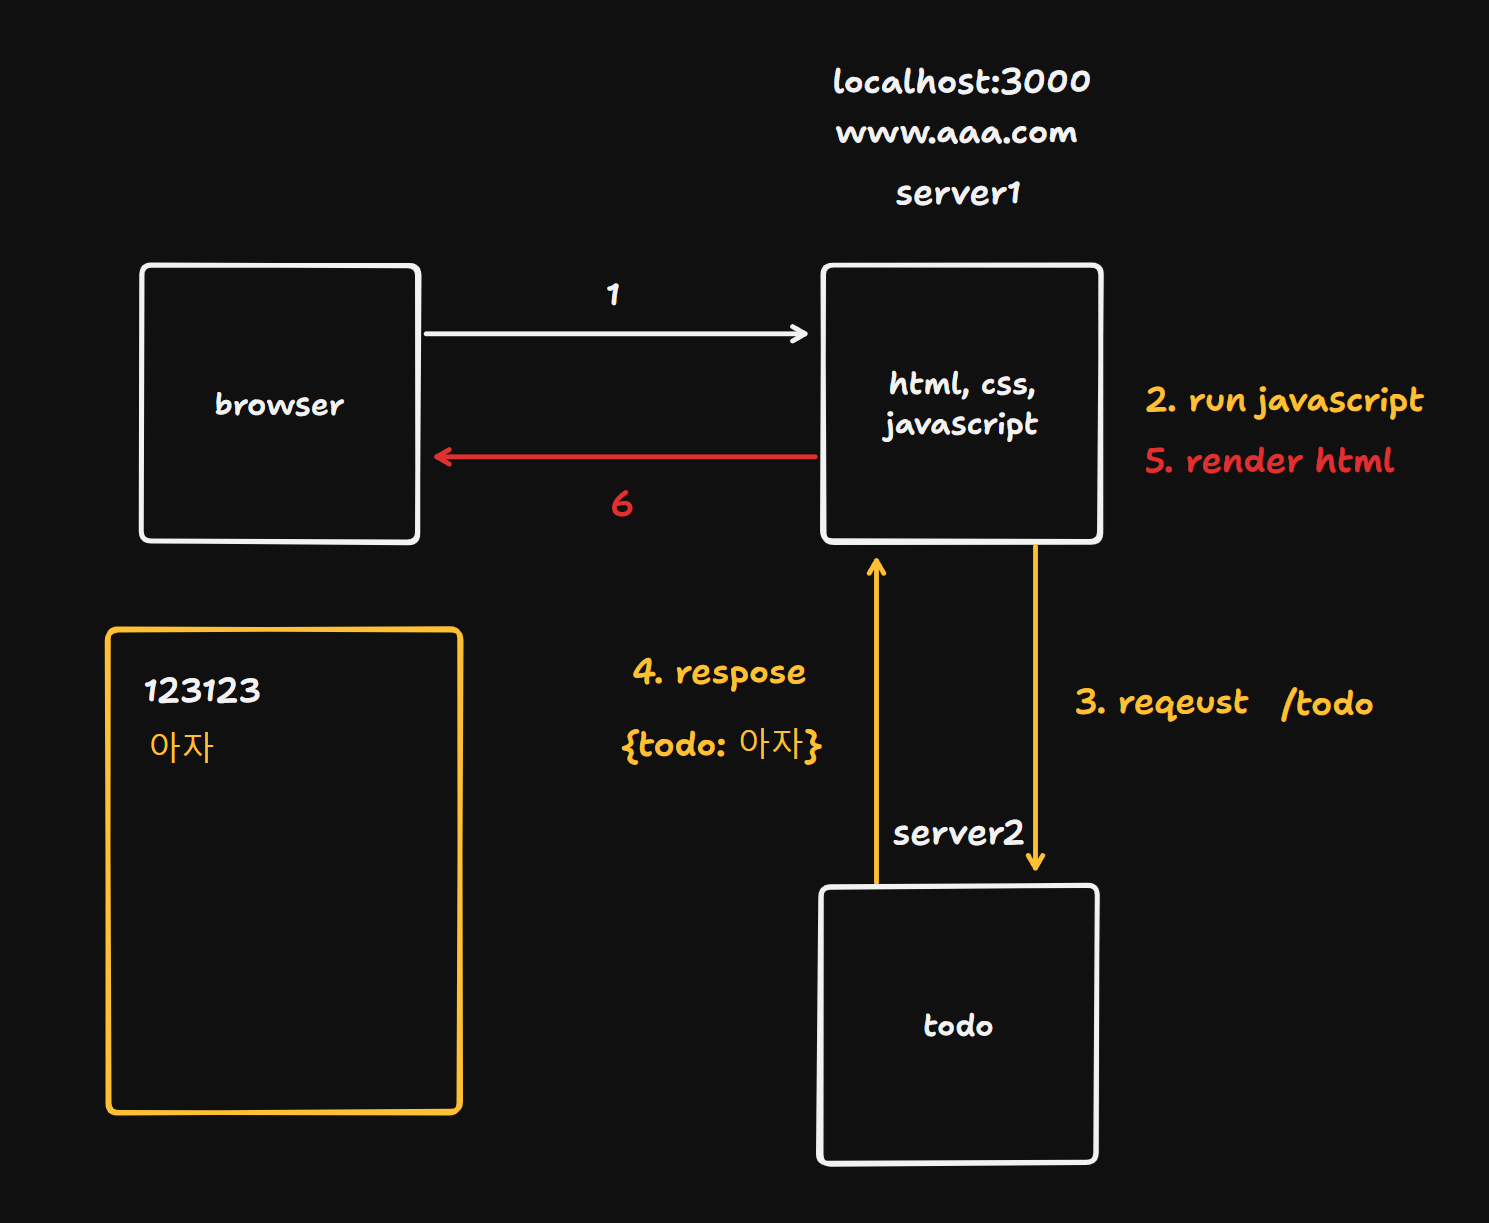 localhost:3000
www.aaa.com
server1
1
browser
html, css,
javascript
2. run javascript
5. render html
6
123123
아자
4. respose
{todo: 아자}
3. reqeust /todo
server2
todo